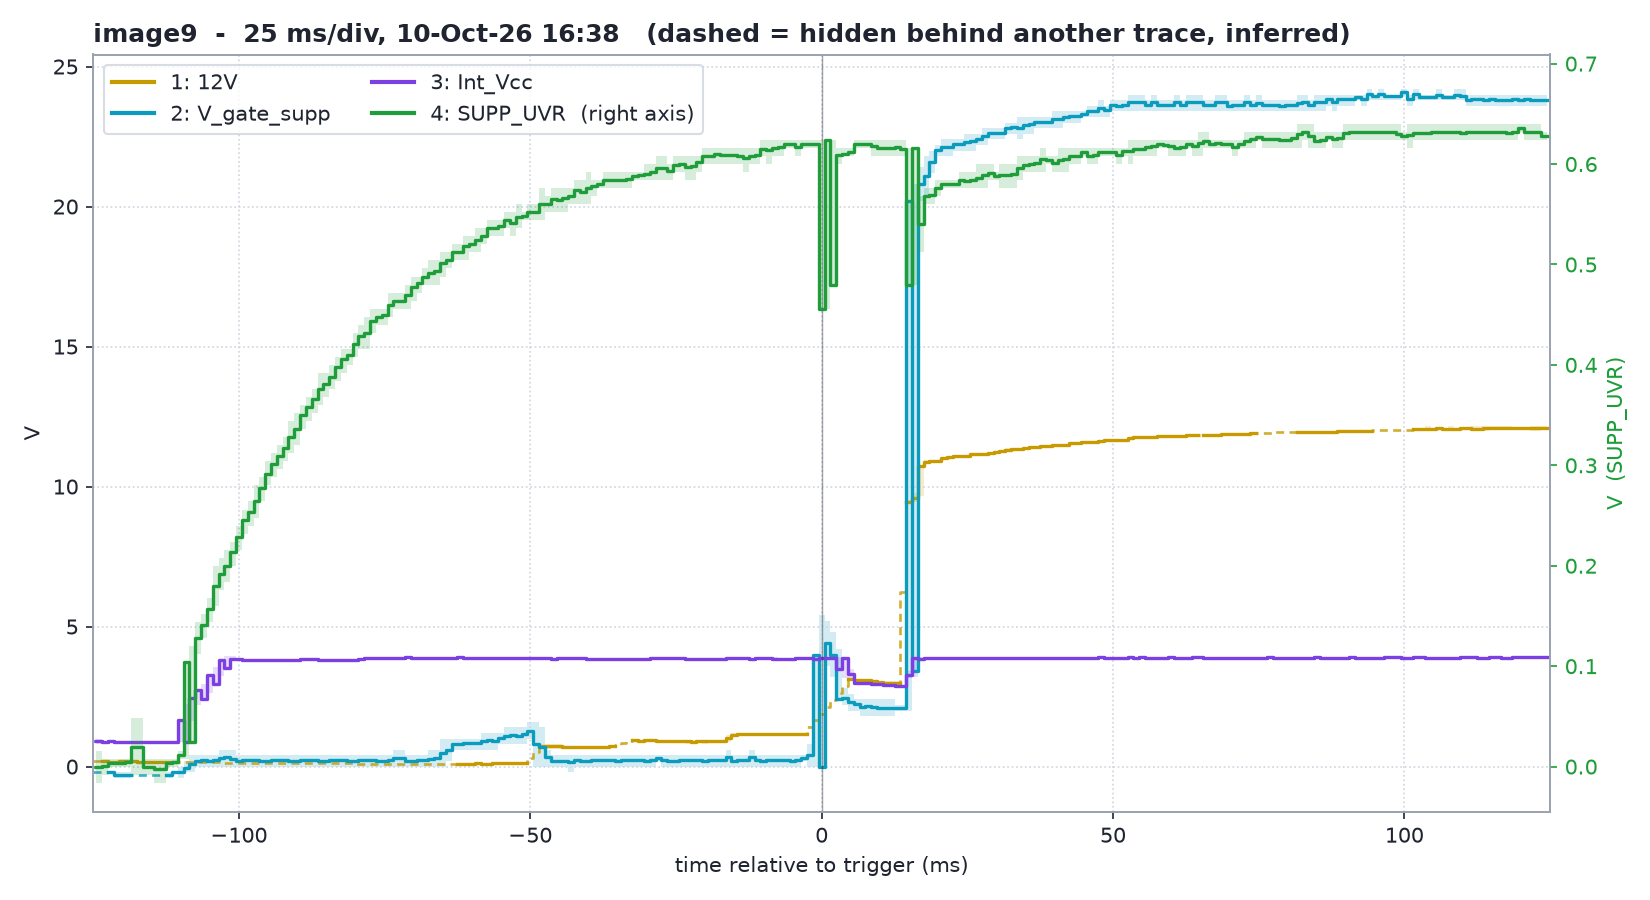 image9  -  25 ms/div, 10-Oct-26 16:38   (dashed = hidden behind another trace, inferred)
1: 12V
2: V_gate_supp
3: Int_Vcc
4: SUPP_UVR  (right axis)
25
20
15
10
5
0
V
0.7
0.6
0.5
0.4
0.3
0.2
0.1
0.0
V  (SUPP_UVR)
−100
−50
0
50
100
time relative to trigger (ms)